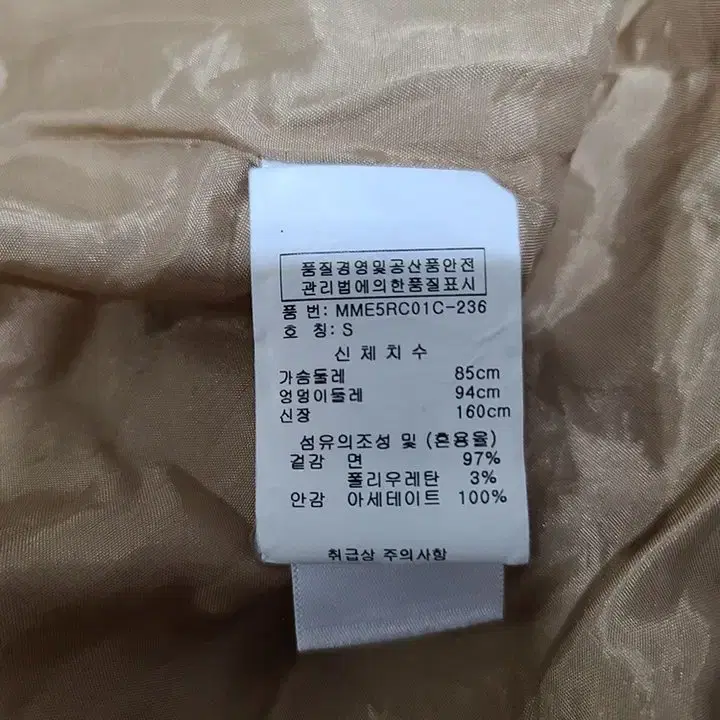 품질경영및공산품안전
관리법에의한품질표시
품 번: MME5RC01C-236
호 칭: S
신 체 치 수
가슴둘레 85cm
엉덩이둘레 94cm
신장 160cm
섬유의조성 및 (혼용율)
겉감 면 97%
폴리우레탄 3%
안감 아세테이트 100%
취급상 주의사항